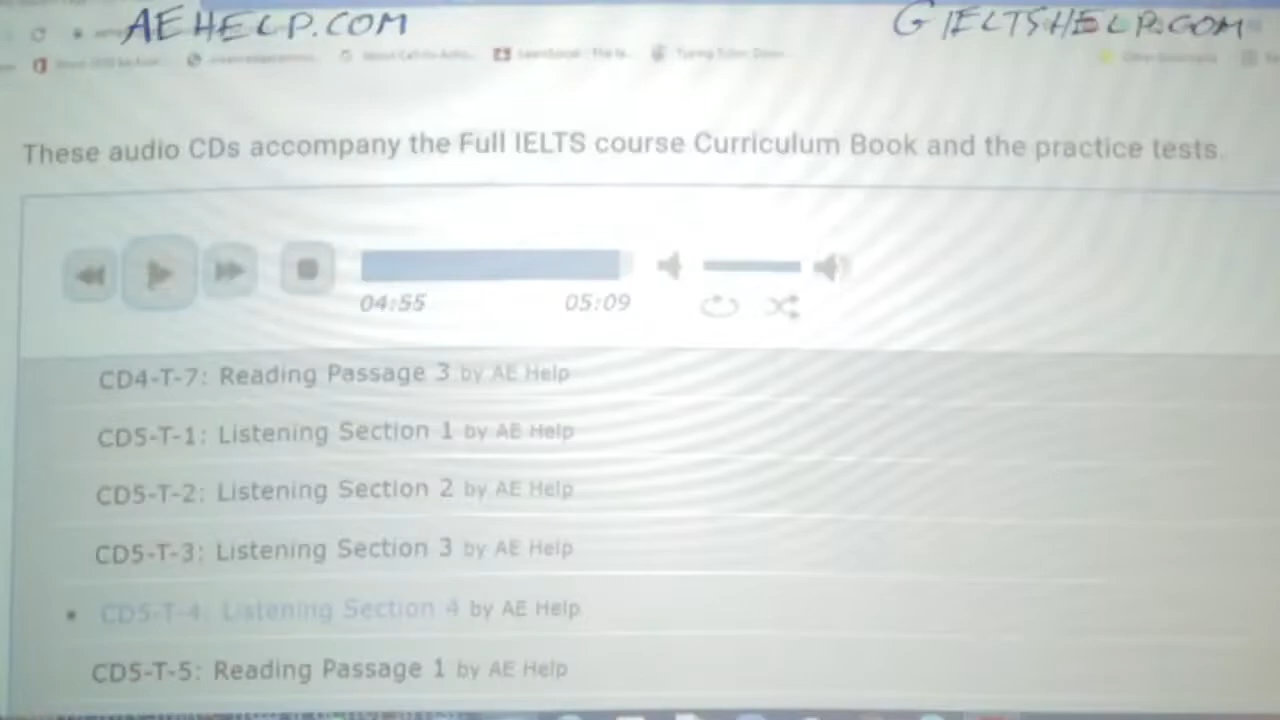 AEHELP.COM
GIELTSHELP.COM
These audio CDs accompany the Full IELTS course Curriculum Book and the practice tests.
04:55
05:09
CD4-T-7: Reading Passage 3 by AE Help
CD5-T-1: Listening Section 1 by AE Help
CD5-T-2: Listening Section 2 by AE Help
CD5-T-3: Listening Section 3 by AE Help
CD5-T-4: Listening Section 4 by AE Help
CD5-T-5: Reading Passage 1 by AE Help